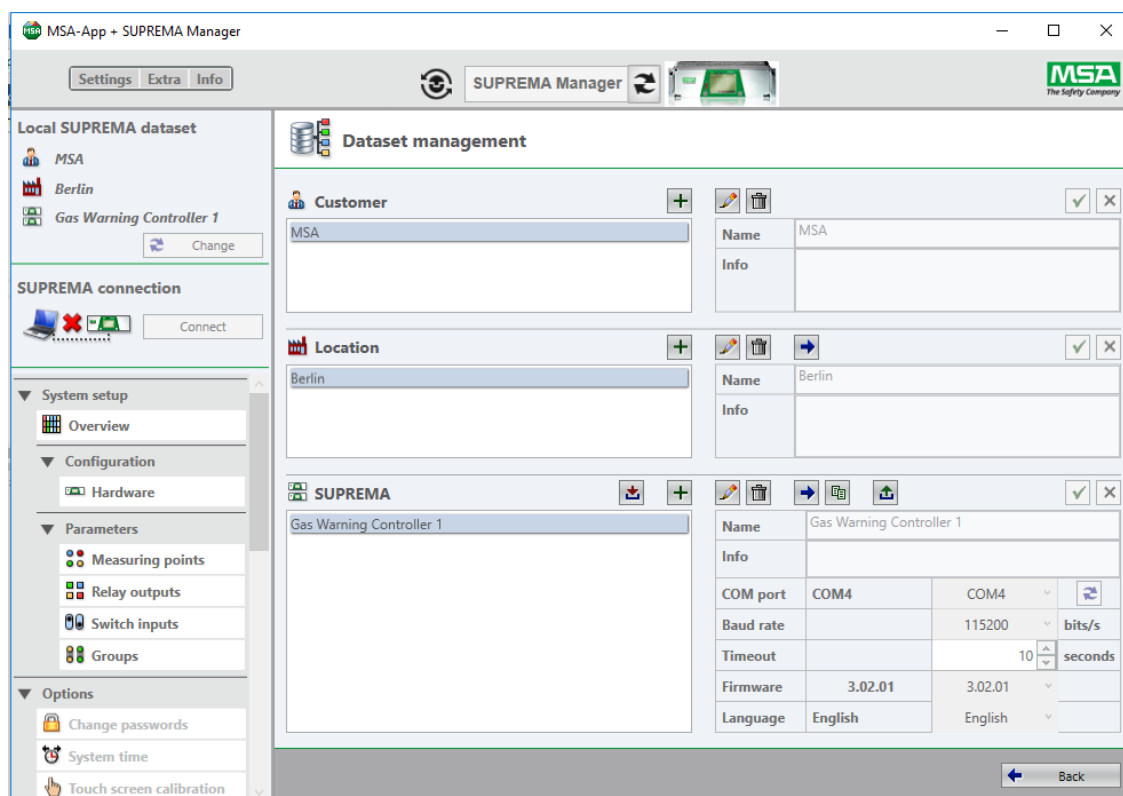 MSA MSA-App + SUPREMA Manager
Settings Extra Info
SUPREMA Manager
MSA
The Safety Company
Local SUPREMA dataset
MSA
Berlin
Gas Warning Controller 1
Change
SUPREMA connection
Connect
System setup
Overview
Configuration
Hardware
Parameters
Measuring points
Relay outputs
Switch inputs
Groups
Options
Change passwords
System time
Touch screen calibration
Dataset management
Customer
MSA
Name MSA
Info
Location
Berlin
Name Berlin
Info
SUPREMA
Gas Warning Controller 1
Name Gas Warning Controller 1
Info
COM port COM4 COM4
Baud rate 115200 bits/s
Timeout 10 seconds
Firmware 3.02.01 3.02.01
Language English English
Back